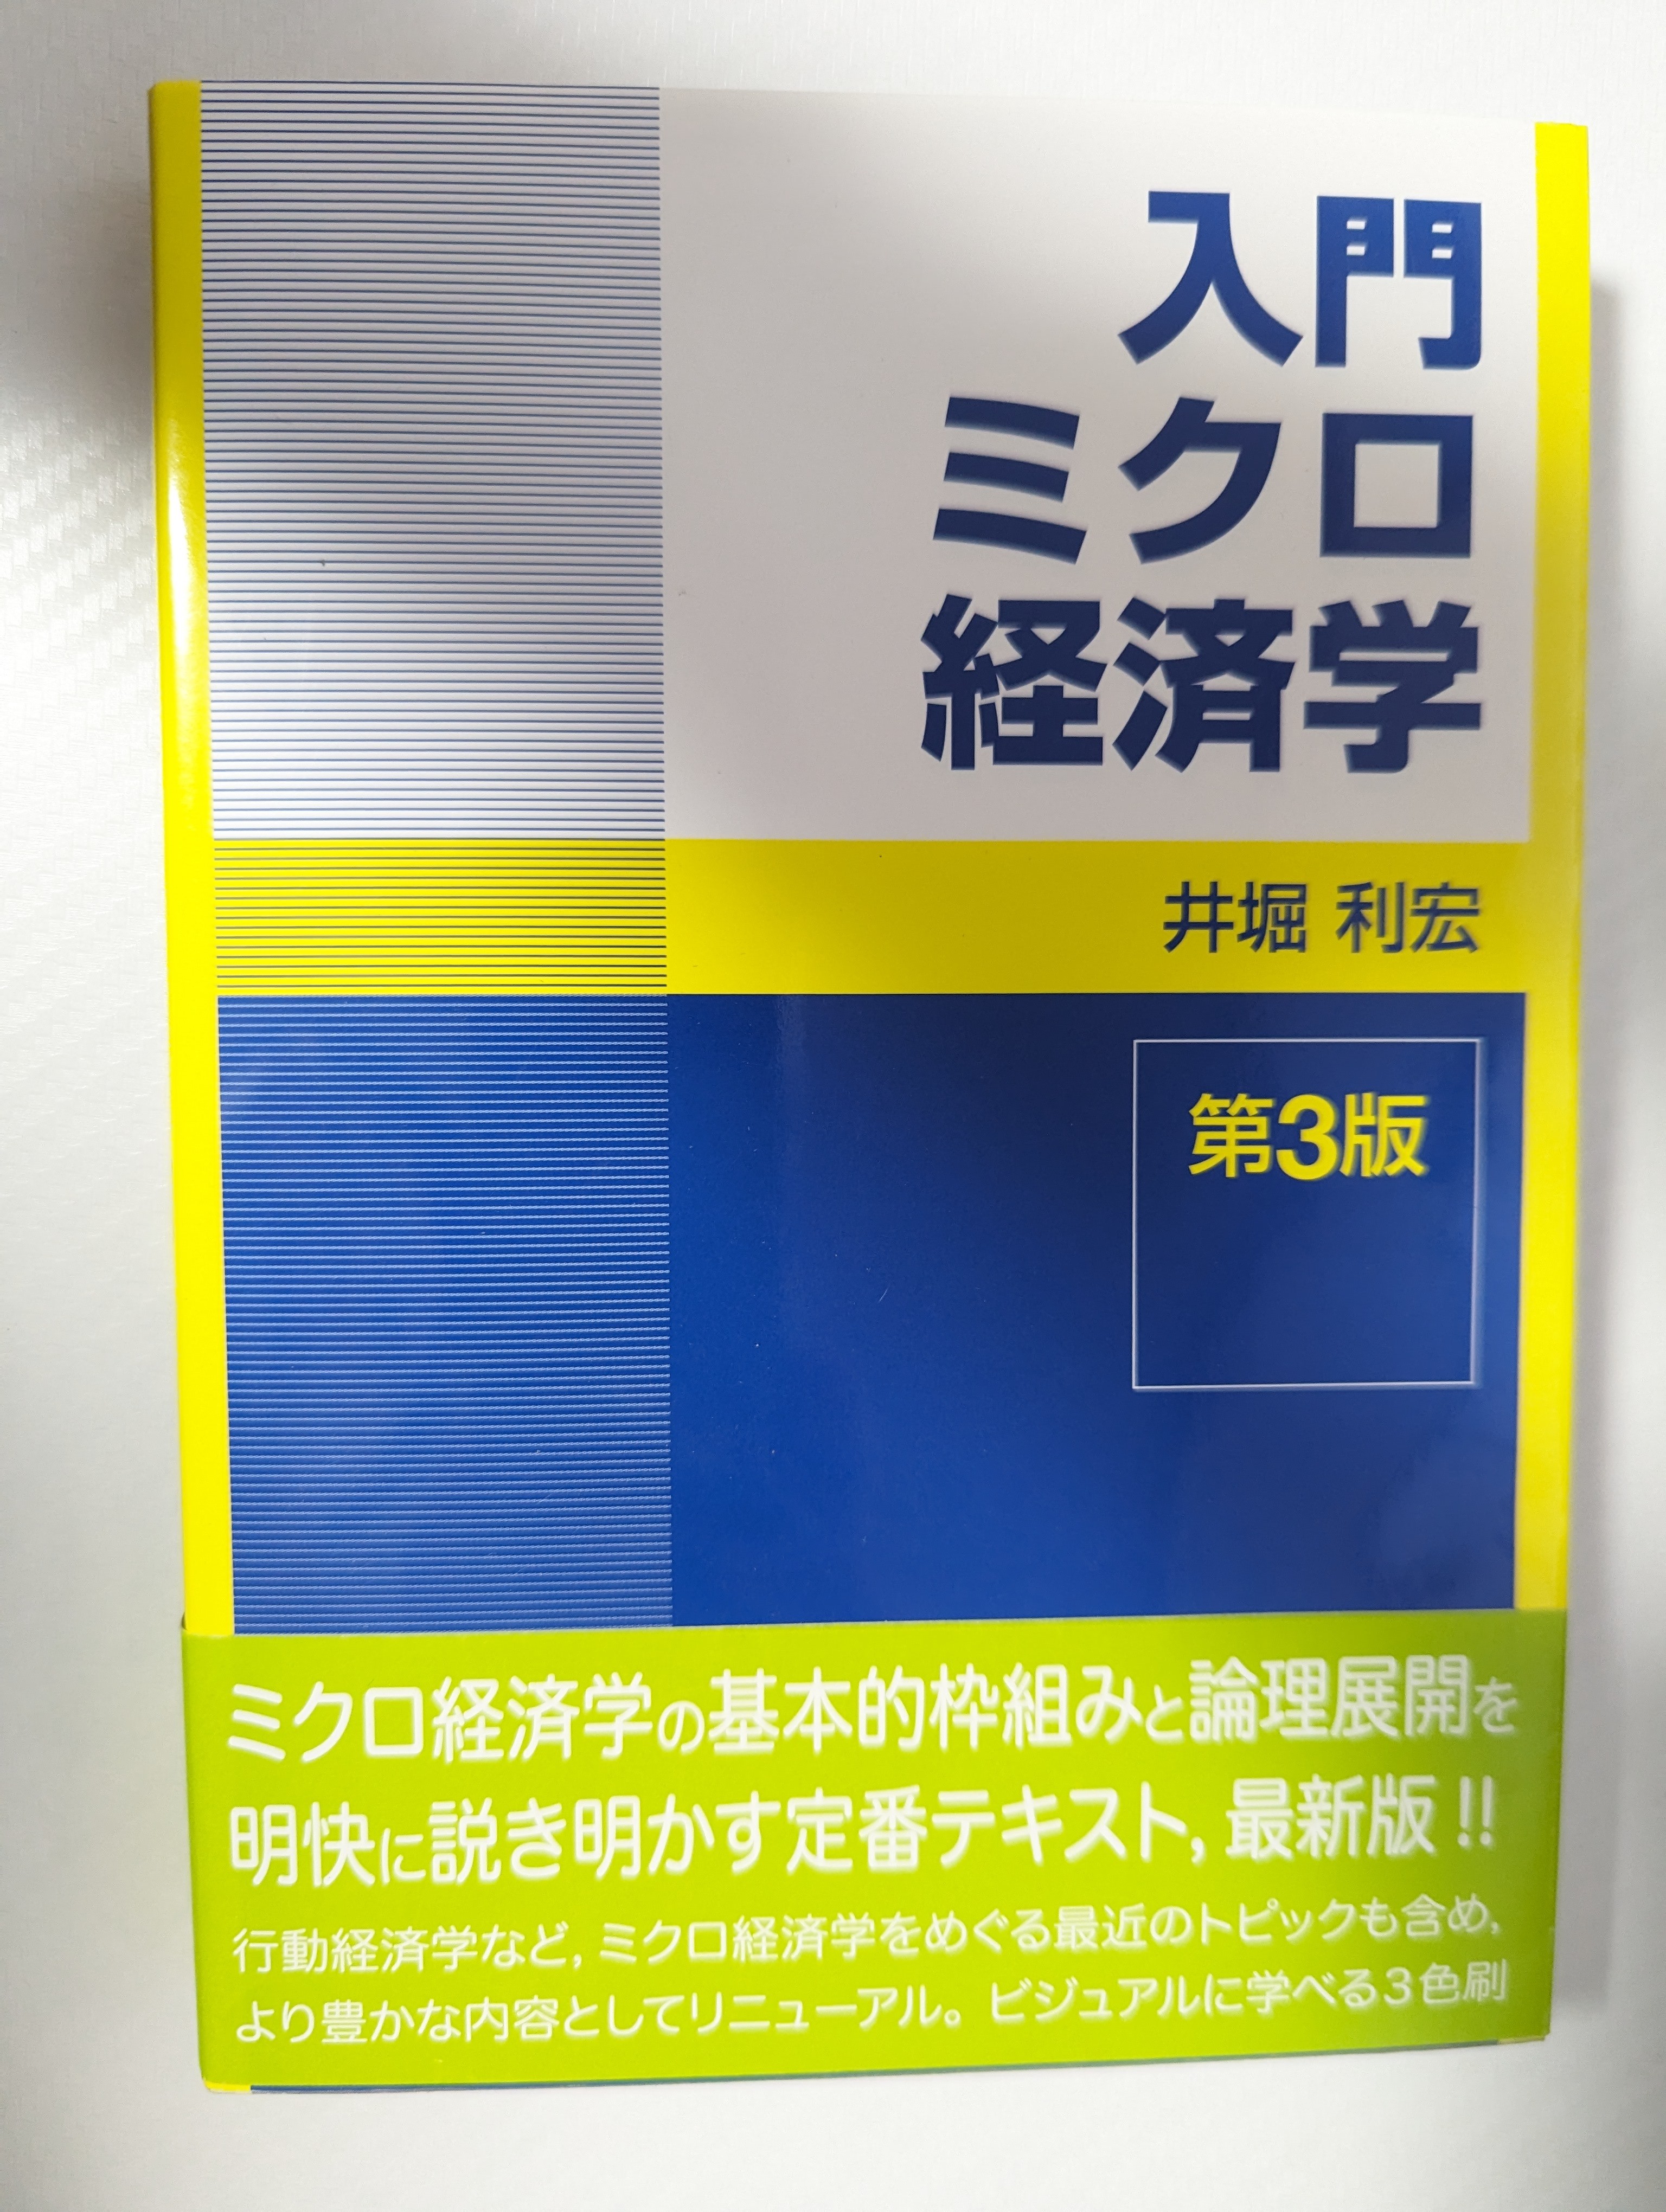 入門
ミクロ
経済学
井堀 利宏
第3版
ミクロ経済学の基本的枠組みと論理展開を
明快に説き明かす定番テキスト,最新版!!
行動経済学など,ミクロ経済学をめぐる最近のトピックも含め,
より豊かな内容としてリニューアル。ビジュアルに学べる3色刷